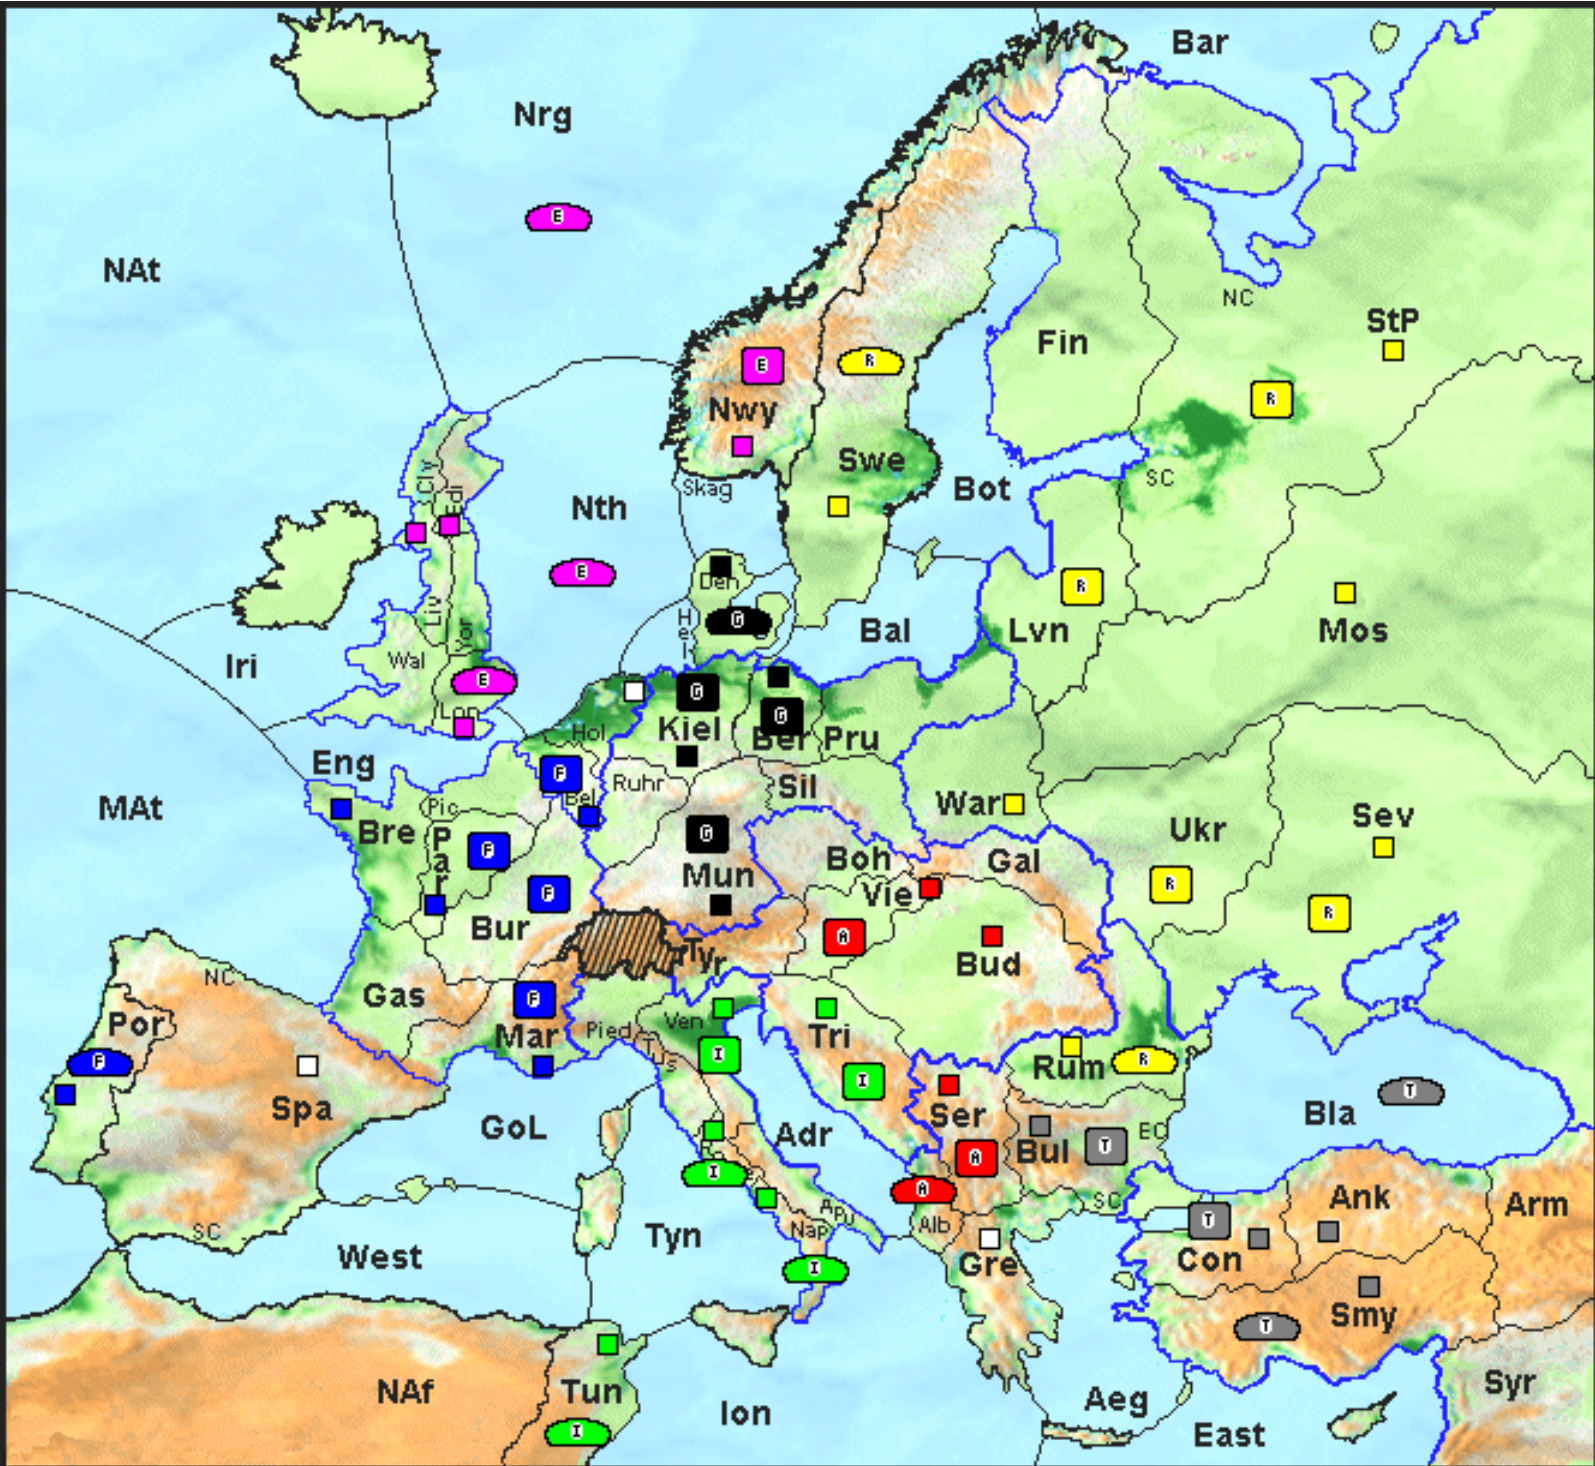 Bar
Nrg
E
NAt
NC
StP
Fin
E
R
Nwy
R
Swe
Cly
Edi
Skag
Bot
SC
Nth
E
Den
R
Hel
G
Liv
Yor
Bal
Lvn
Mos
Iri
Wal
E
Lon
G
G
Kiel
Ber
Pru
Hol
Eng
F
Ruhr
Sil
MAt
Pic
Bel
War
Sev
Bre
Par
F
G
Ukr
Boh
Gal
Mun
Vie
R
F
Bur
A
R
Tyr
Bud
NC
Gas
F
Por
Mar
Pied
Ven
Tri
Tus
F
I
Rum
R
I
Spa
Ser
T
GoL
Adr
Bul
EC
Bla
T
A
I
A
Ank
SC
Arm
SC
Apu
Alb
T
Nap
West
Tyn
Con
Gre
I
Smy
T
NAf
Tun
Syr
Aeg
Ion
I
East